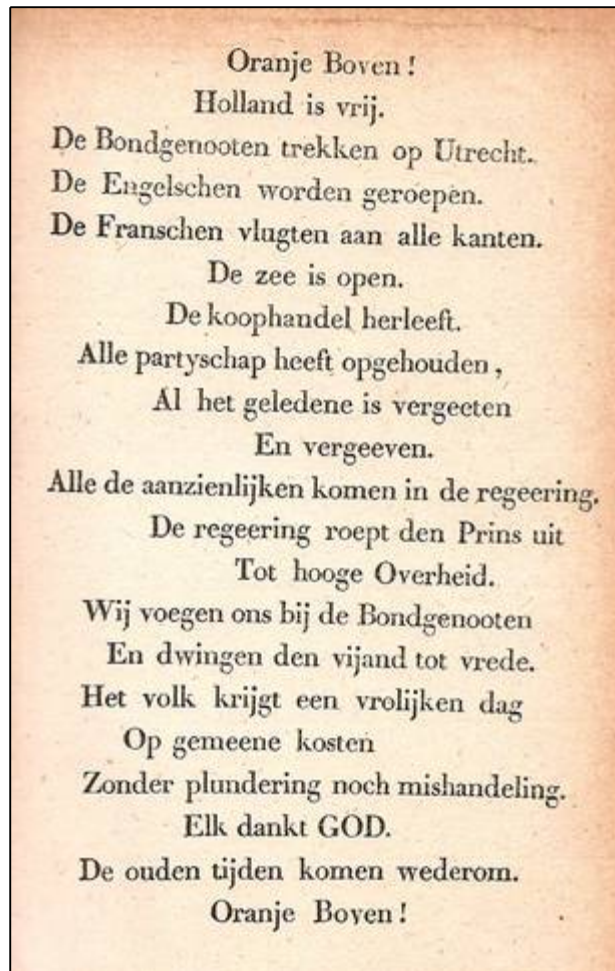 Oranje Boven!
Holland is vrij.
De Bondgenooten trekken op Utrecht.
De Engelschen worden geroepen.
De Franschen vlugten aan alle kanten.
De zee is open.
De koophandel herleeft.
Alle partyschap heeft opgehouden,
Al het geledene is vergeeten
En vergeeven.
Alle de aanzienlijken komen in de regeering.
De regeering roept den Prins uit
Tot hooge Overheid.
Wij voegen ons bij de Bondgenooten
En dwingen den vijand tot vrede.
Het volk krijgt een vrolijken dag
Op gemeene kosten
Zonder plundering noch mishandeling.
Elk dankt GOD.
De ouden tijden komen wederom.
Oranje Boven!